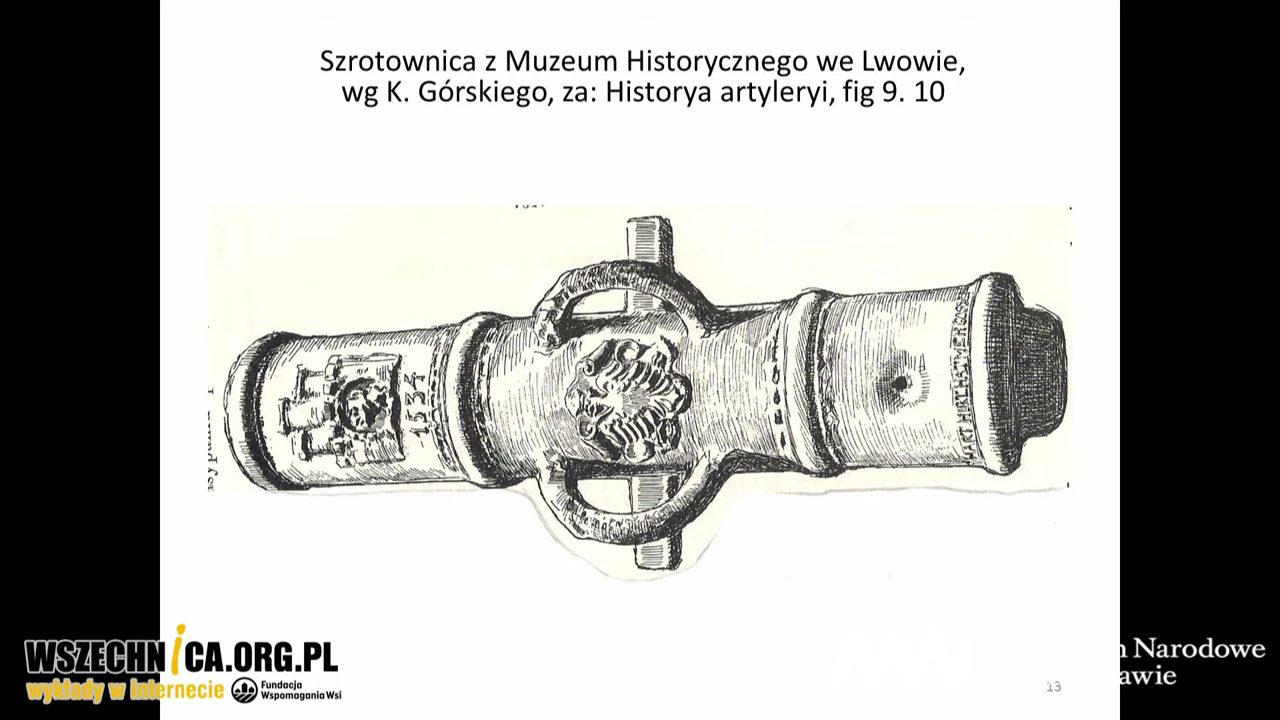 Szrotownica z Muzeum Historycznego we Lwowie,
wg K. Górskiego, za: Historya artyleryi, fig 9. 10
1534
WSZECHNICA.ORG.PL
wykłady w internecie
Fundacja
Wspomagania Wsi
Narodowe
awie
13